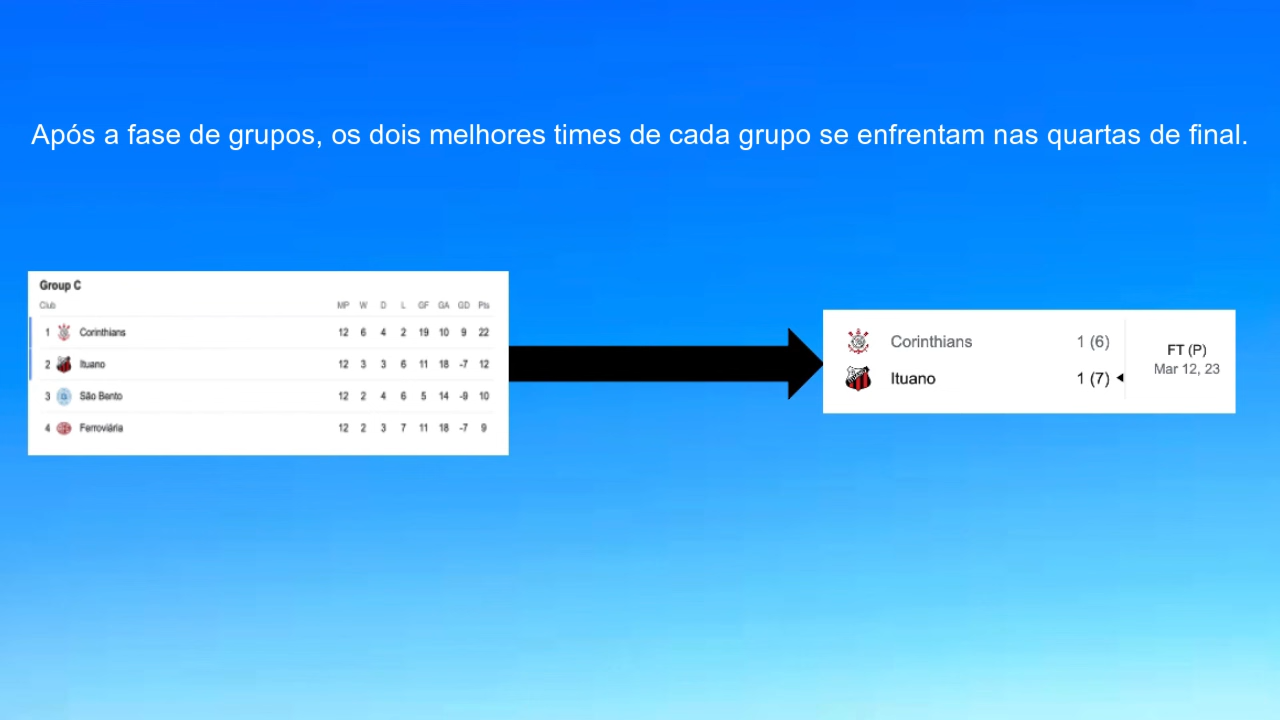 Após a fase de grupos, os dois melhores times de cada grupo se enfrentam nas quartas de final.
Group C
Club MP W D L GF GA GD Pts
1 Corinthians 12 6 4 2 19 10 9 22
2 Ituano 12 3 3 6 11 18 -7 12
3 São Bento 12 2 4 6 5 14 -9 10
4 Ferroviária 12 2 3 7 11 18 -7 9
Corinthians 1 (6)
Ituano 1 (7)
FT (P)
Mar 12, 23